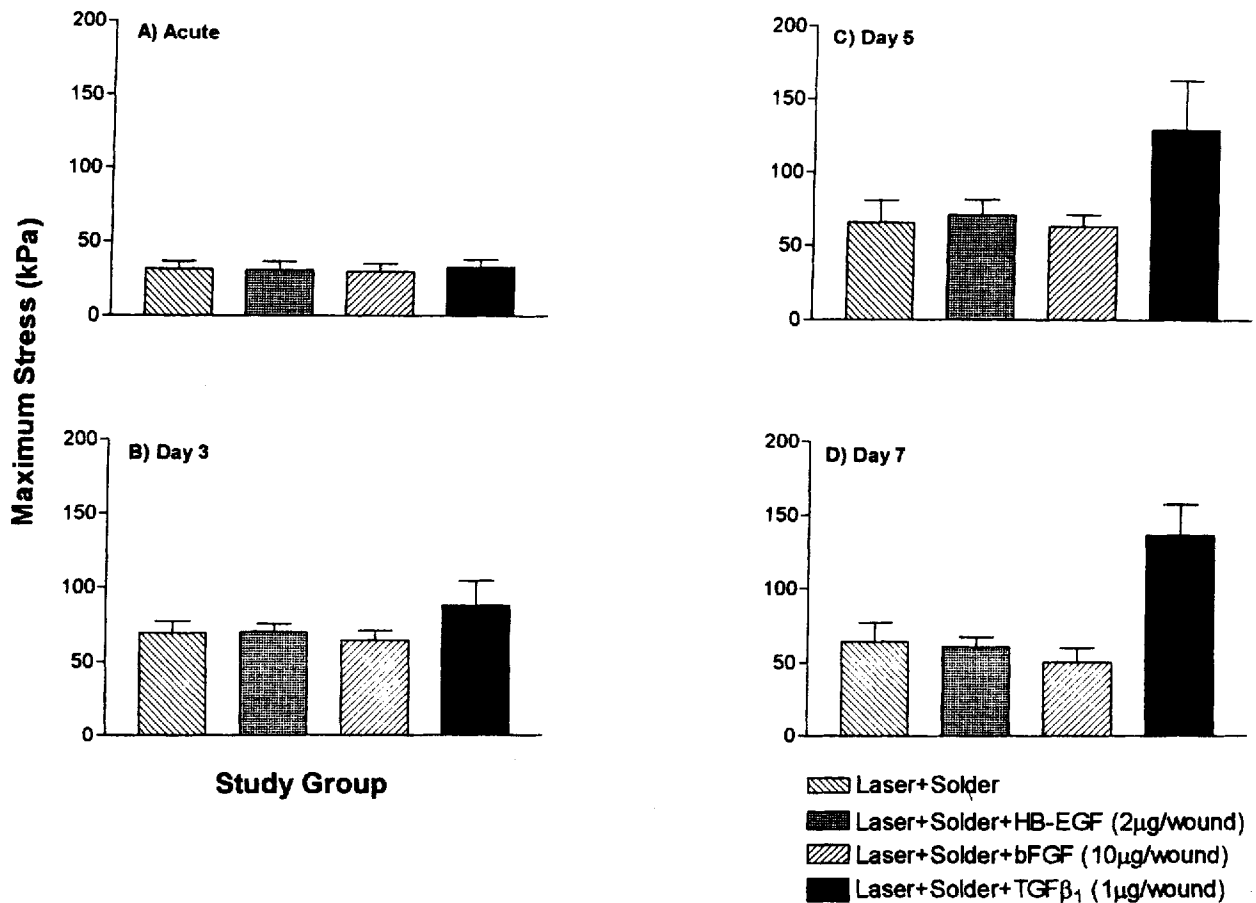 Maximum Stress (kPa)
A) Acute
200
150
100
50
0
B) Day 3
200
150
100
50
0
Study Group
C) Day 5
200
150
100
50
0
D) Day 7
200
150
100
50
0
Laser+Solder
Laser+Solder+HB-EGF (2µg/wound)
Laser+Solder+bFGF (10µg/wound)
Laser+Solder+TGFβ₁ (1µg/wound)